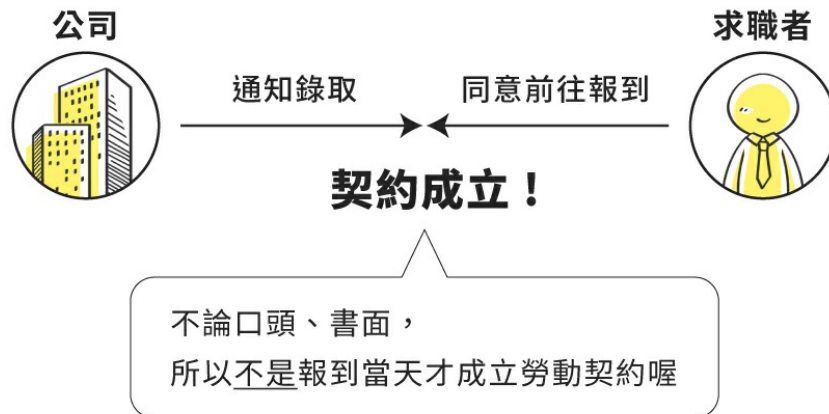 公司
求職者
通知錄取
同意前往報到
契約成立！
不論口頭、書面，
所以不是報到當天才成立勞動契約喔